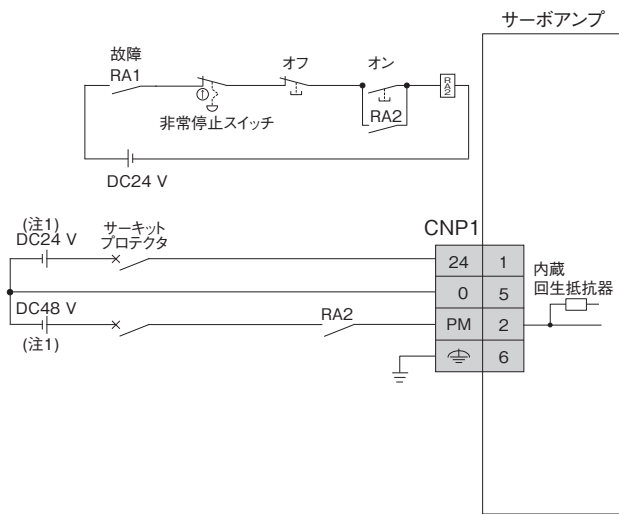 サーボアンプ
故障
RA1
オフ
オン
RA2
RA2
非常停止スイッチ
DC24 V
(注1)
DC24 V
サーキット
プロテクタ
CNP1
24 1
0 5
PM 2
6
内蔵
回生抵抗器
DC48 V
(注1)
RA2